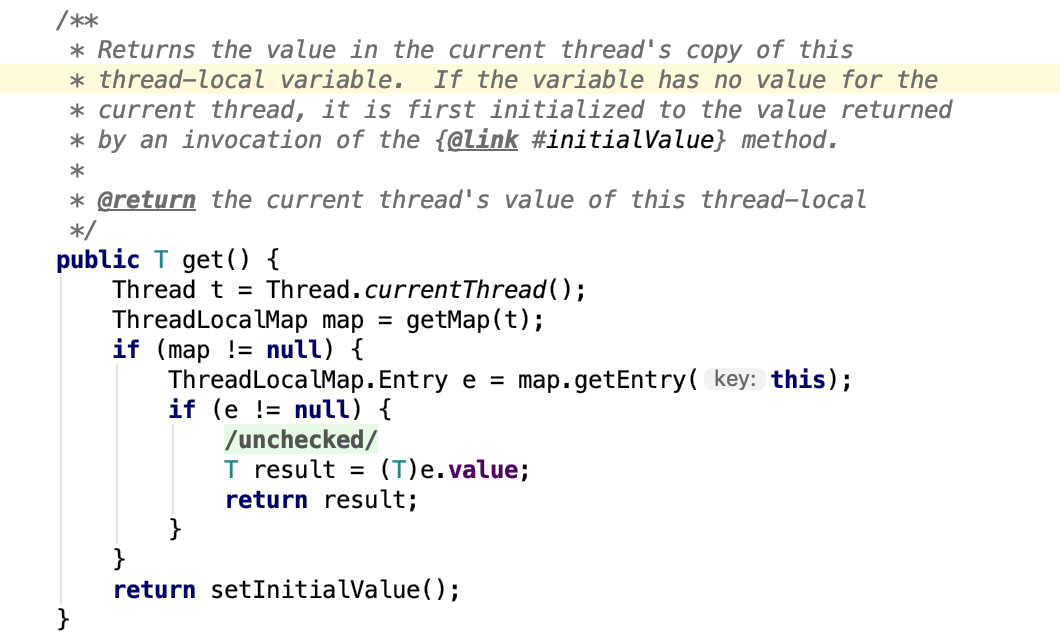 /**
 * Returns the value in the current thread's copy of this
 * thread-local variable.  If the variable has no value for the
 * current thread, it is first initialized to the value returned
 * by an invocation of the {@link #initialValue} method.
 *
 * @return the current thread's value of this thread-local
 */
public T get() {
    Thread t = Thread.currentThread();
    ThreadLocalMap map = getMap(t);
    if (map != null) {
        ThreadLocalMap.Entry e = map.getEntry( key: this);
        if (e != null) {
            /unchecked/
            T result = (T)e.value;
            return result;
        }
    }
    return setInitialValue();
}